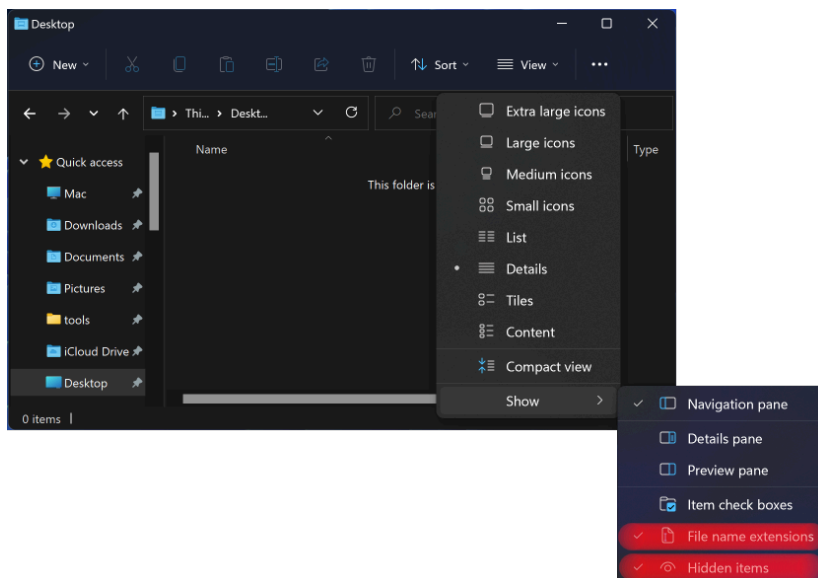 Desktop
New
Sort
View
Thi...
Deskt...
Sear
Name
Type
Quick access
Mac
Downloads
Documents
Pictures
tools
iCloud Drive
Desktop
This folder is
0 items
Extra large icons
Large icons
Medium icons
Small icons
List
Details
Tiles
Content
Compact view
Show
Navigation pane
Details pane
Preview pane
Item check boxes
File name extensions
Hidden items